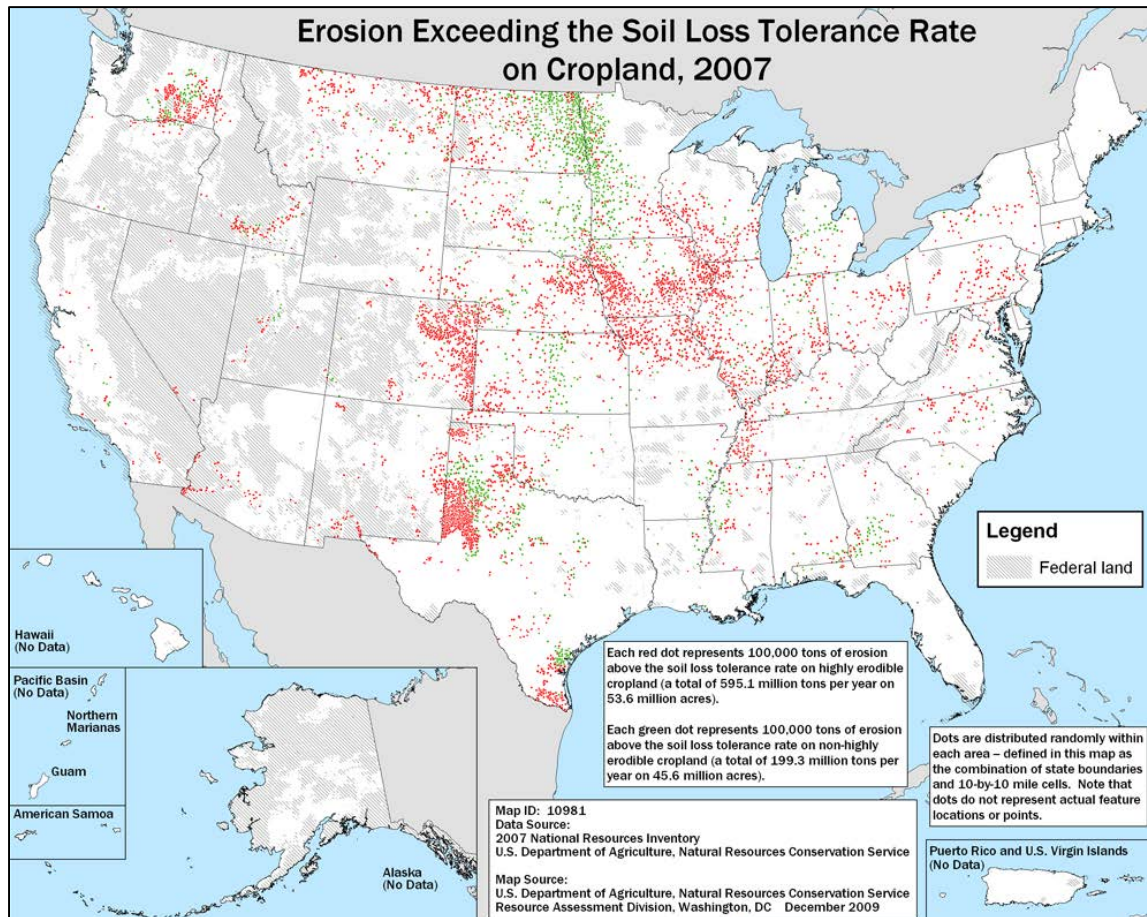 Erosion Exceeding the Soil Loss Tolerance Rate
on Cropland, 2007
Legend
Federal land
Hawaii
(No Data)
Pacific Basin
(No Data)
Northern
Marianas
Guam
American Samoa
Alaska
(No Data)
Each red dot represents 100,000 tons of erosion
above the soil loss tolerance rate on highly erodible
cropland (a total of 595.1 million tons per year on
53.6 million acres).
Each green dot represents 100,000 tons of erosion
above the soil loss tolerance rate on non-highly
erodible cropland (a total of 199.3 million tons per
year on 45.6 million acres).
Dots are distributed randomly within
each area – defined in this map as
the combination of state boundaries
and 10-by-10 mile cells. Note that
dots do not represent actual feature
locations or points.
Map ID: 10981
Data Source:
2007 National Resources Inventory
U.S. Department of Agriculture, Natural Resources Conservation Service
Map Source:
U.S. Department of Agriculture, Natural Resources Conservation Service
Resource Assessment Division, Washington, DC December 2009
Puerto Rico and U.S. Virgin Islands
(No Data)